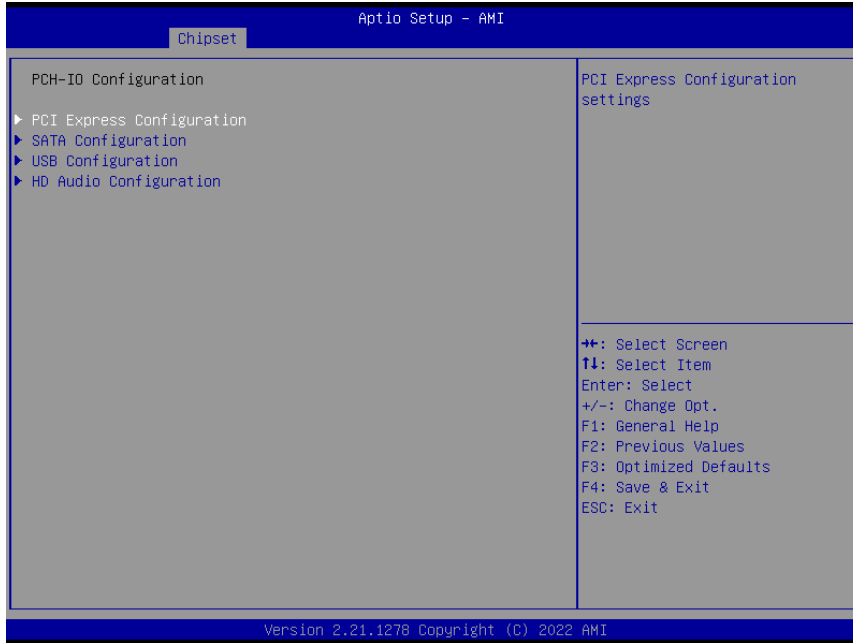 Aptio Setup – AMI
Chipset
PCH-IO Configuration
PCI Express Configuration
SATA Configuration
USB Configuration
HD Audio Configuration
PCI Express Configuration
settings
→←: Select Screen
↑↓: Select Item
Enter: Select
+/-: Change Opt.
F1: General Help
F2: Previous Values
F3: Optimized Defaults
F4: Save & Exit
ESC: Exit
Version 2.21.1278 Copyright (C) 2022 AMI